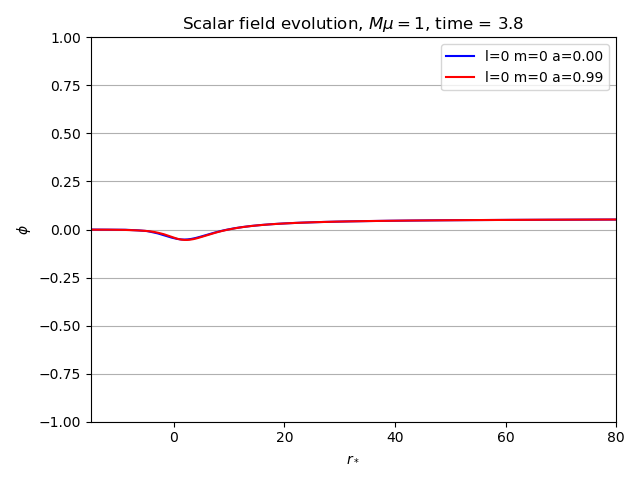 Scalar field evolution, Mμ = 1, time = 3.8
l=0 m=0 a=0.00
l=0 m=0 a=0.99
1.00
0.75
0.50
0.25
0.00
−0.25
−0.50
−0.75
−1.00
ϕ
0 20 40 60 80
r*